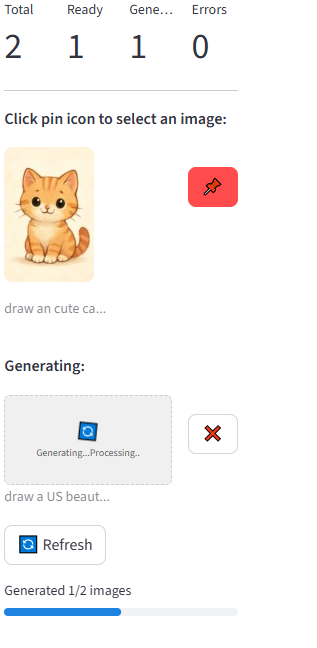 Total Ready Gene... Errors
2 1 1 0
Click pin icon to select an image:
draw an cute ca...
Generating:
Generating...Processing..
draw a US beaut...
Refresh
Generated 1/2 images